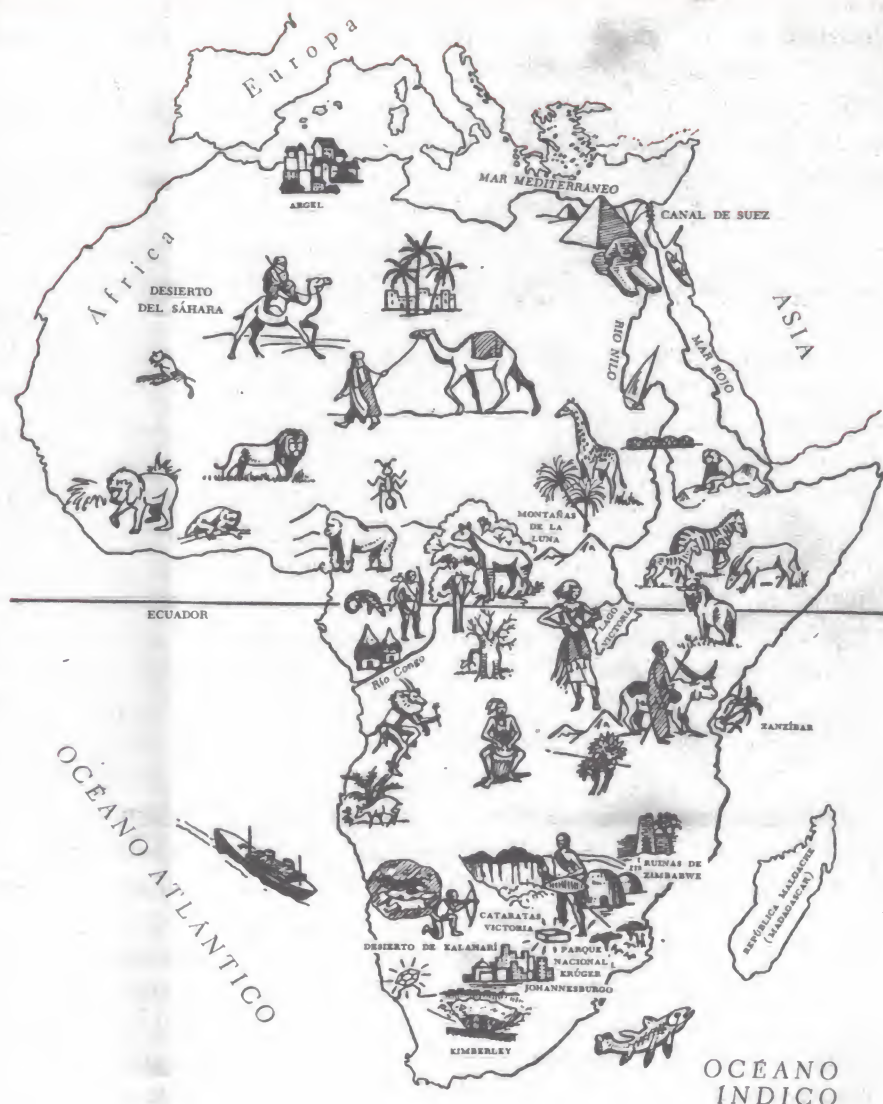 Europa
MAR MEDITERRANEO
ARGEL
CANAL DE SUEZ
África
DESIERTO
DEL SÁHARA
ASIA
RIO NILO
MAR ROJO
MONTAÑAS
DE LA
LUNA
ECUADOR
LAGO
VICTORIA
Río Congo
ZANZÍBAR
OCÉANO ATLÁNTICO
RUINAS DE
ZIMBABWE
REPÚBLICA MALGACHE
(MADAGASCAR)
CATARATAS
VICTORIA
DESIERTO DE KALAHARÍ
PARQUE
NACIONAL
KRÚGER
JOHANNESBURGO
KIMBERLEY
OCÉANO
ÍNDICO